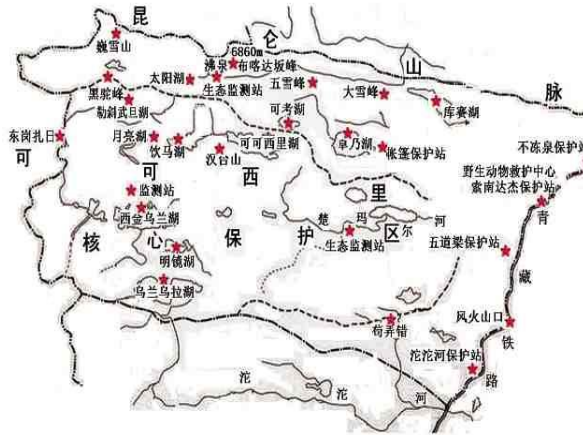 昆仑山脉
巍雪山
6860m
沸泉
布喀达坂峰
黑驼峰
太阳湖
生态监测站
五雪峰
大雪峰
库赛湖
勒斜武旦湖
可考湖
东岗扎日
月亮湖
饮马湖
汉台山
可可西里湖
卓乃湖
帐篷保护站
不冻泉保护站
可可西里
野生动物救护中心
索南达杰保护站
监测站
西金乌兰湖
楚玛尔河
核心保护区
生态监测站
明镜湖
五道梁保护站
乌兰乌拉湖
青藏铁路
苟弄错
风火山口
沱沱河保护站
沱沱河